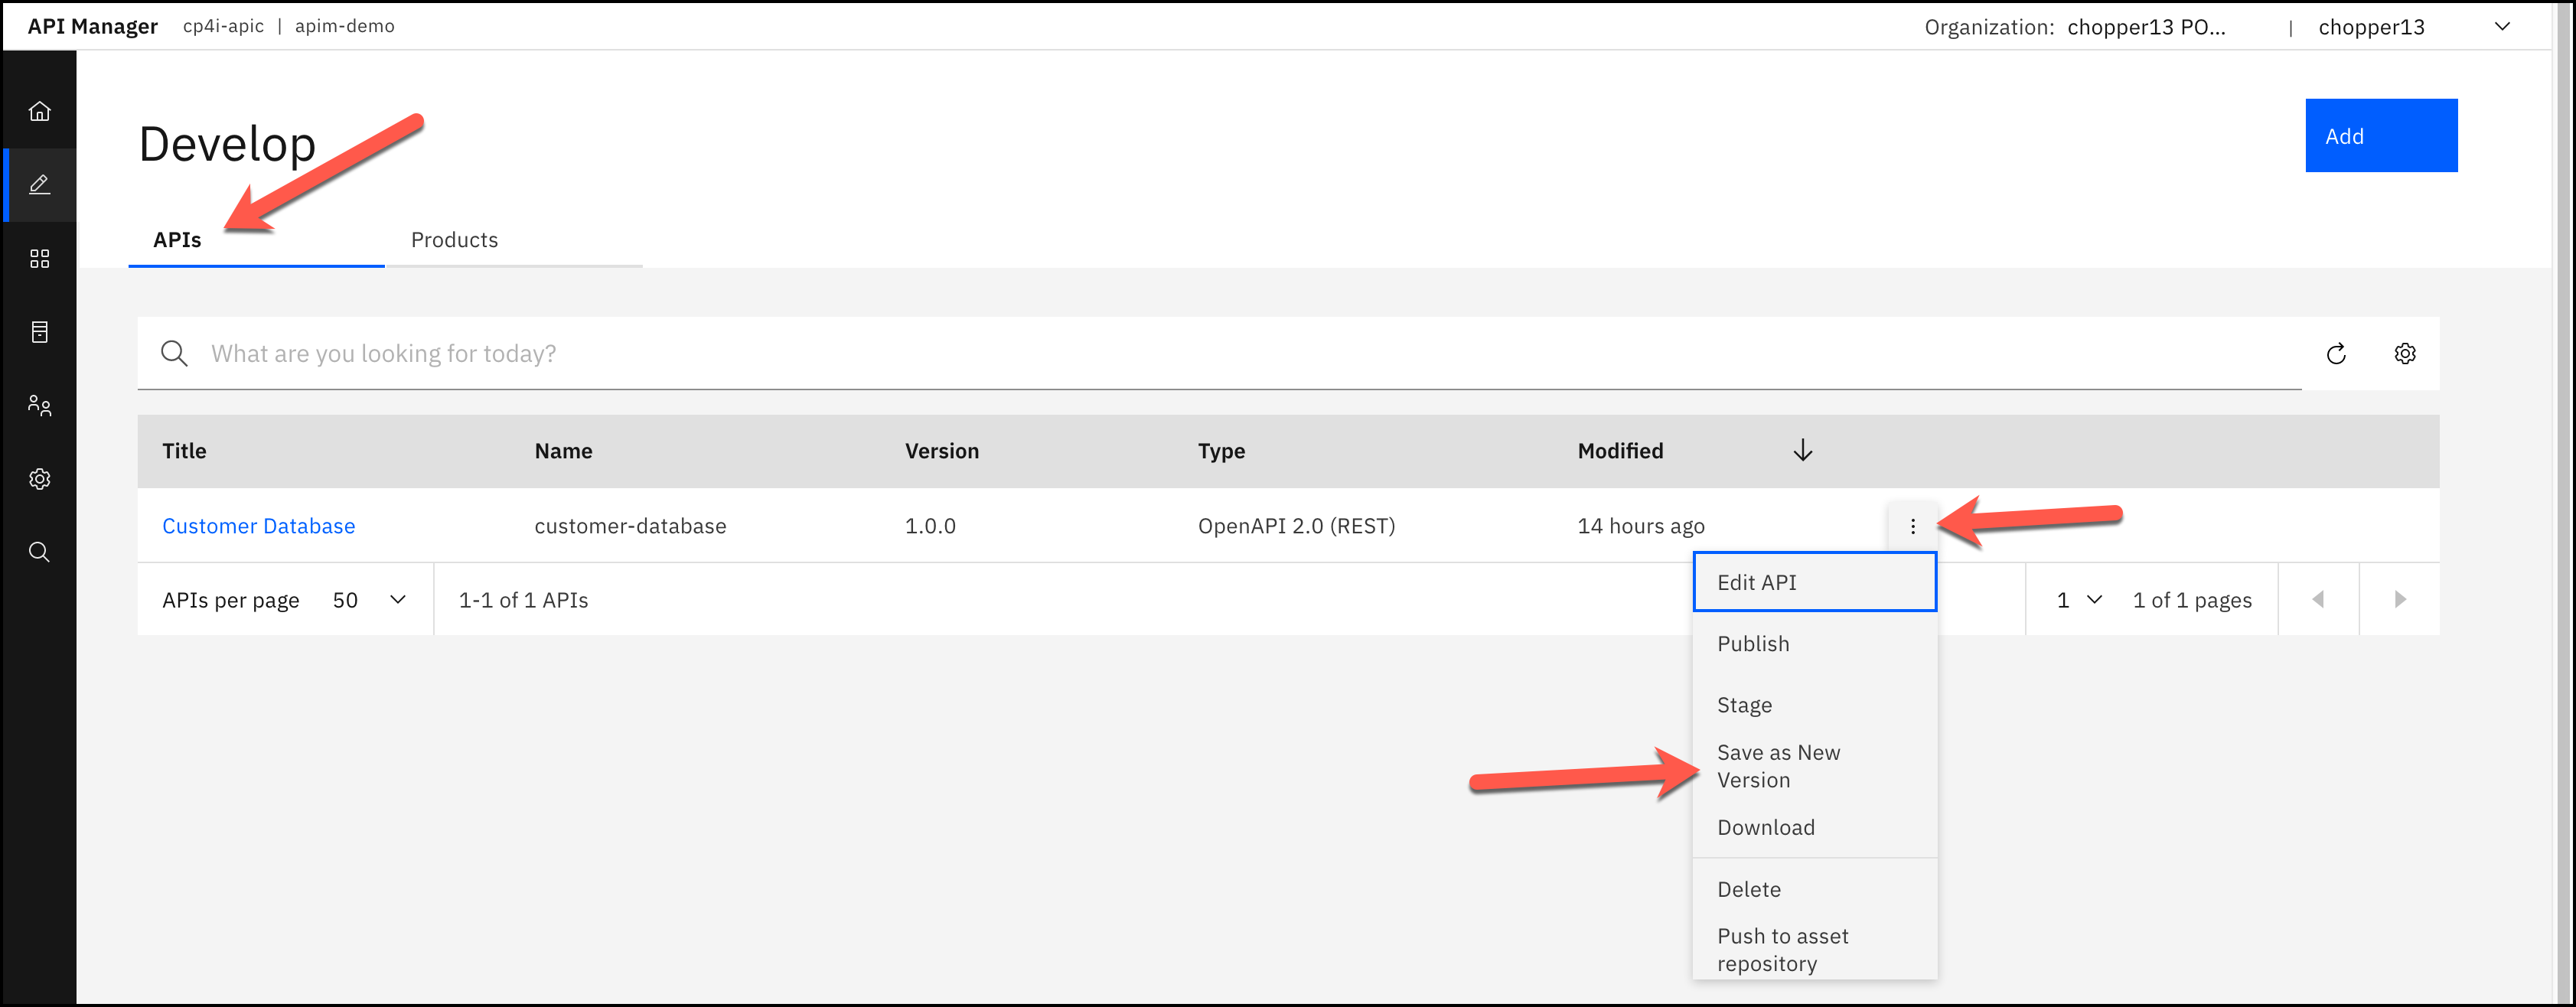 API Manager cp4i-apic | apim-demo Organization: chopper13 PO... | chopper13
Develop
Add
APIs Products
What are you looking for today?
Title Name Version Type Modified
Customer Database customer-database 1.0.0 OpenAPI 2.0 (REST) 14 hours ago
APIs per page 50 1-1 of 1 APIs 1 1 of 1 pages
Edit API
Publish
Stage
Save as New
Version
Download
Delete
Push to asset
repository